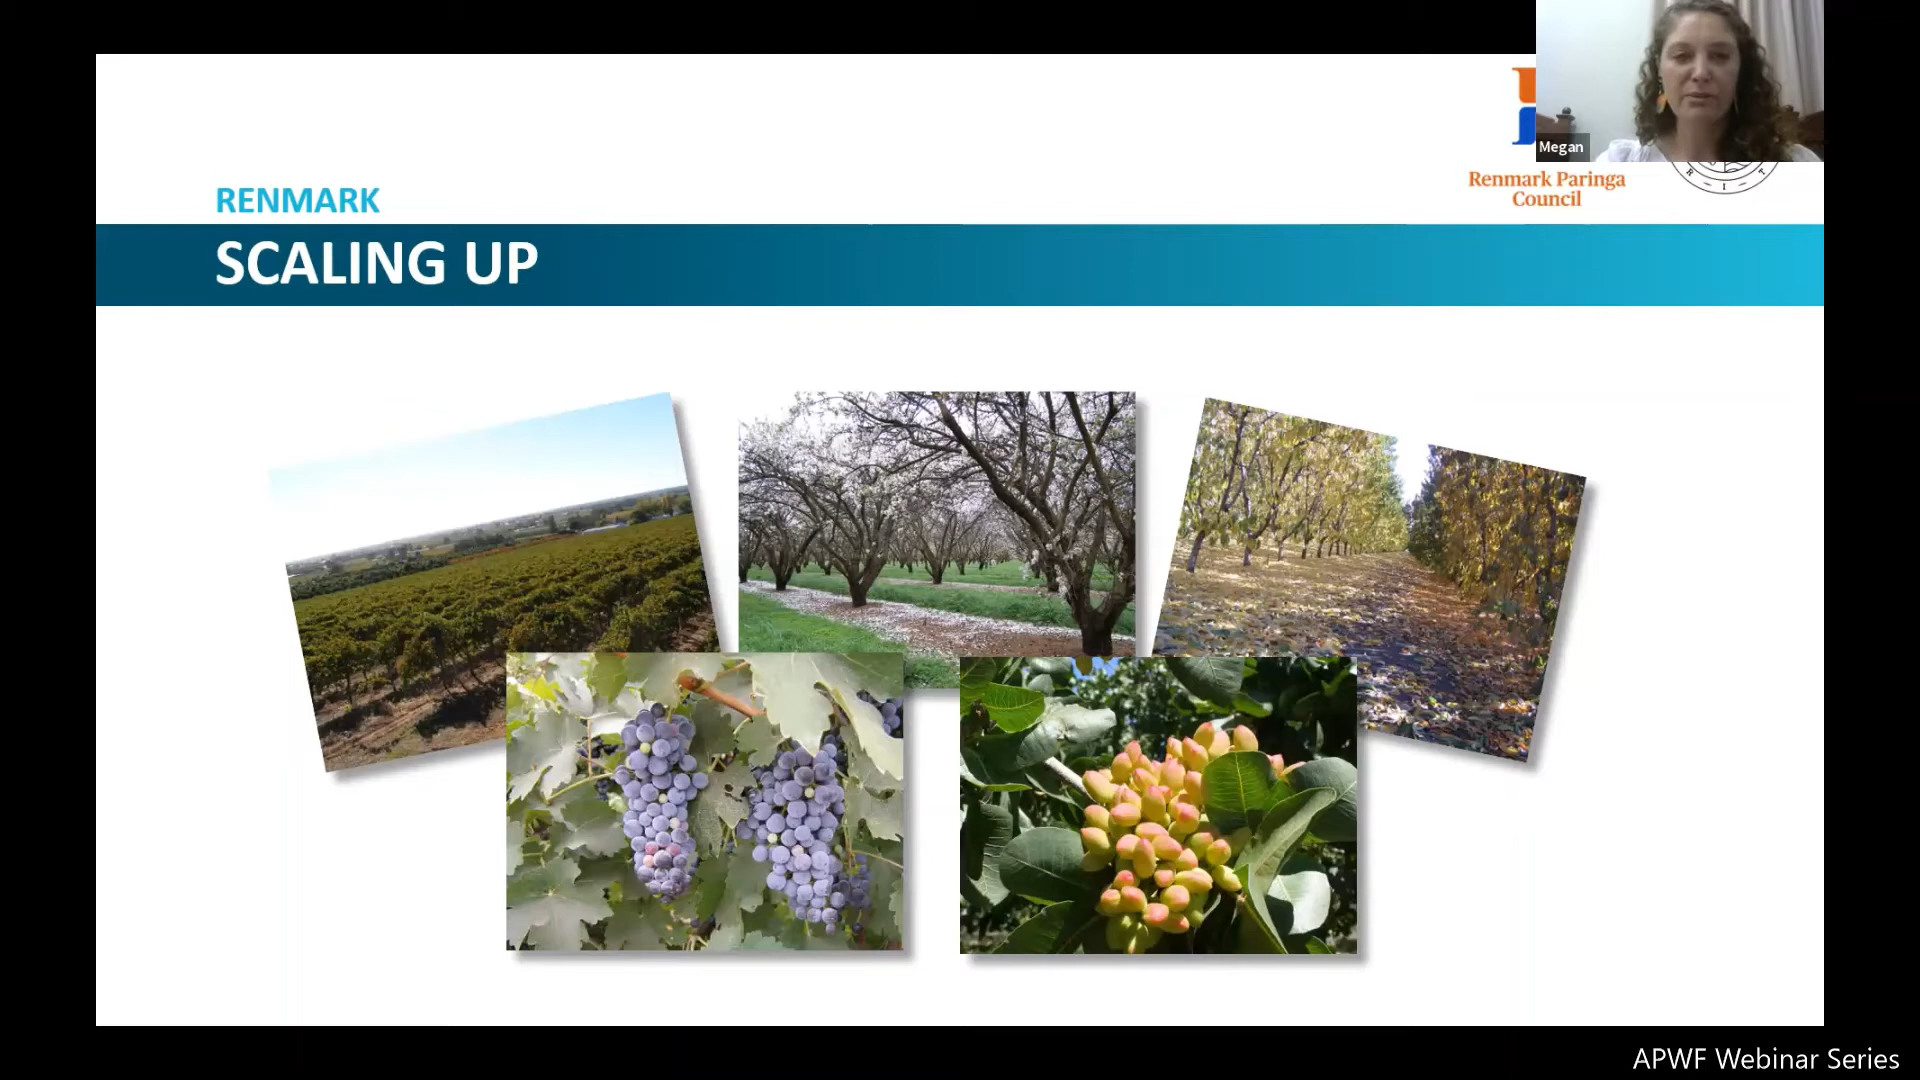 Megan
Renmark Paringa
Council
R I T
RENMARK
SCALING UP
APWF Webinar Series